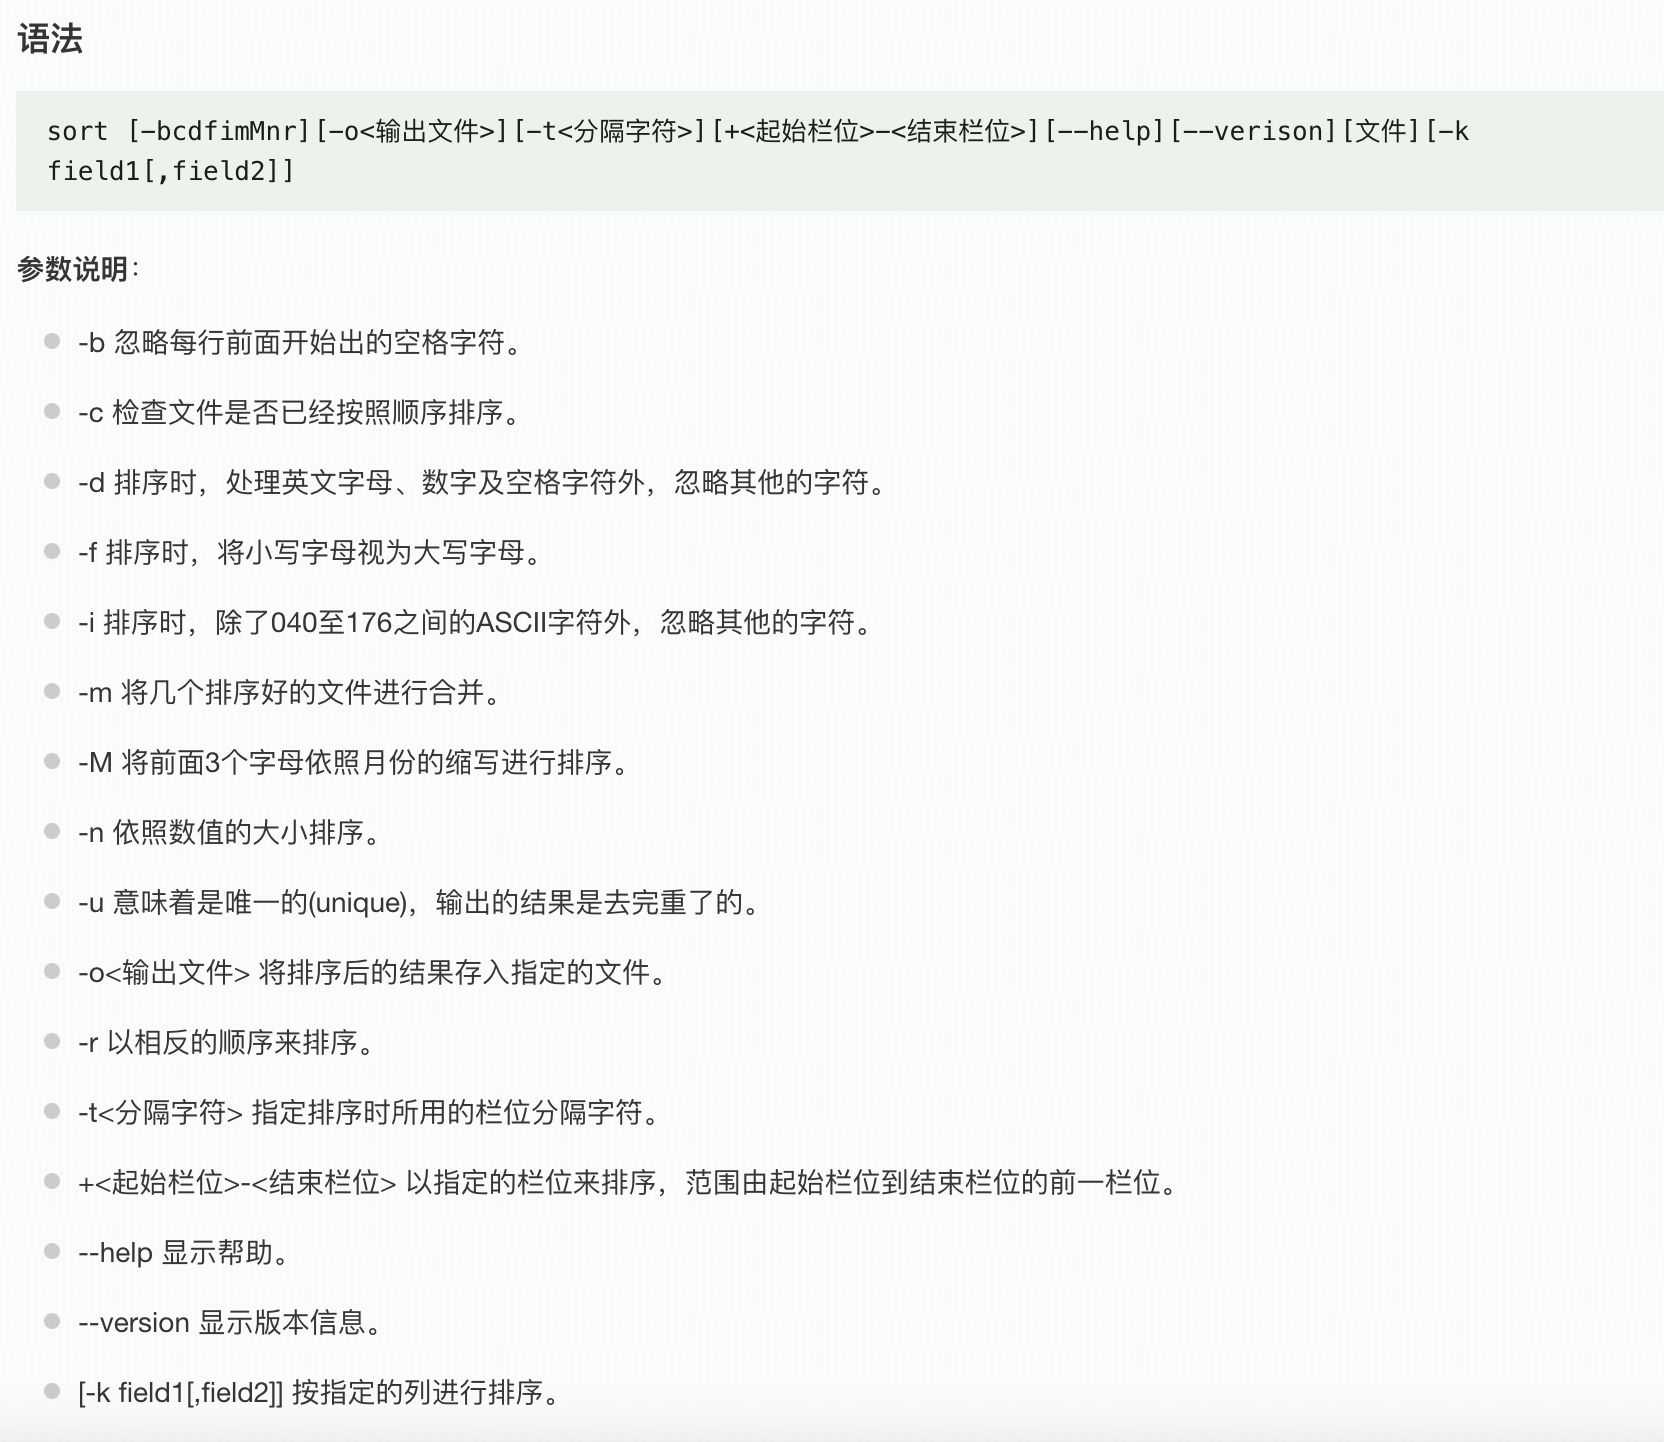 语法
sort [-bcdfimMnr][-o<输出文件>][-t<分隔字符>][+<起始栏位>-<结束栏位>][--help][--verison][文件][-k
field1[,field2]]
参数说明：
-b 忽略每行前面开始出的空格字符。
-c 检查文件是否已经按照顺序排序。
-d 排序时，处理英文字母、数字及空格字符外，忽略其他的字符。
-f 排序时，将小写字母视为大写字母。
-i 排序时，除了040至176之间的ASCII字符外，忽略其他的字符。
-m 将几个排序好的文件进行合并。
-M 将前面3个字母依照月份的缩写进行排序。
-n 依照数值的大小排序。
-u 意味着是唯一的(unique)，输出的结果是去完重了的。
-o<输出文件> 将排序后的结果存入指定的文件。
-r 以相反的顺序来排序。
-t<分隔字符> 指定排序时所用的栏位分隔字符。
+<起始栏位>-<结束栏位> 以指定的栏位来排序，范围由起始栏位到结束栏位的前一栏位。
--help 显示帮助。
--version 显示版本信息。
[-k field1[,field2]] 按指定的列进行排序。